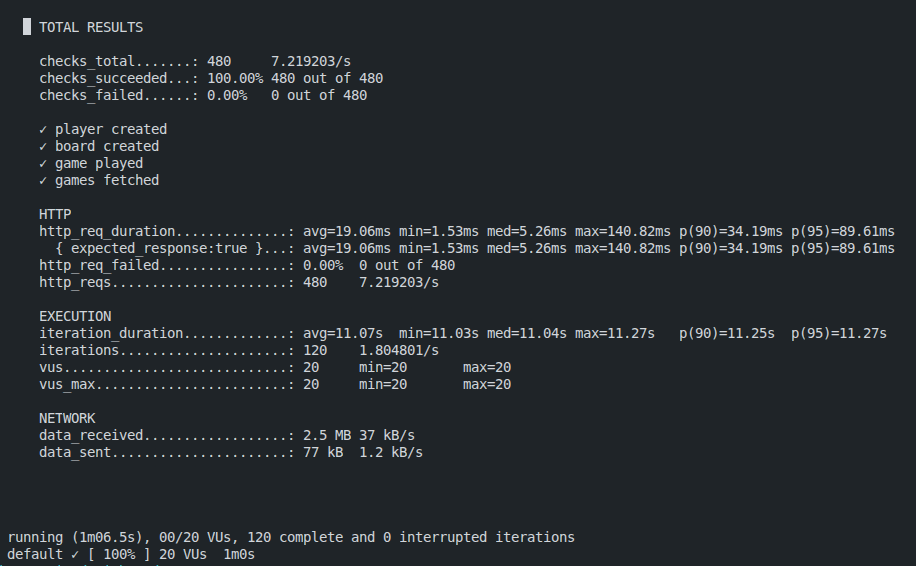 █ TOTAL RESULTS
checks_total.......: 480     7.219203/s
checks_succeeded...: 100.00% 480 out of 480
checks_failed......: 0.00%   0 out of 480
✓ player created
✓ board created
✓ game played
✓ games fetched
HTTP
http_req_duration..............: avg=19.06ms min=1.53ms med=5.26ms max=140.82ms p(90)=34.19ms p(95)=89.61ms
{ expected_response:true }...: avg=19.06ms min=1.53ms med=5.26ms max=140.82ms p(90)=34.19ms p(95)=89.61ms
http_req_failed................: 0.00%  0 out of 480
http_reqs......................: 480    7.219203/s
EXECUTION
iteration_duration.............: avg=11.07s  min=11.03s med=11.04s max=11.27s   p(90)=11.25s  p(95)=11.27s
iterations.....................: 120    1.804801/s
vus............................: 20     min=20       max=20
vus_max........................: 20     min=20       max=20
NETWORK
data_received..................: 2.5 MB 37 kB/s
data_sent......................: 77 kB  1.2 kB/s
running (1m06.5s), 00/20 VUs, 120 complete and 0 interrupted iterations
default ✓ [ 100% ] 20 VUs  1m0s